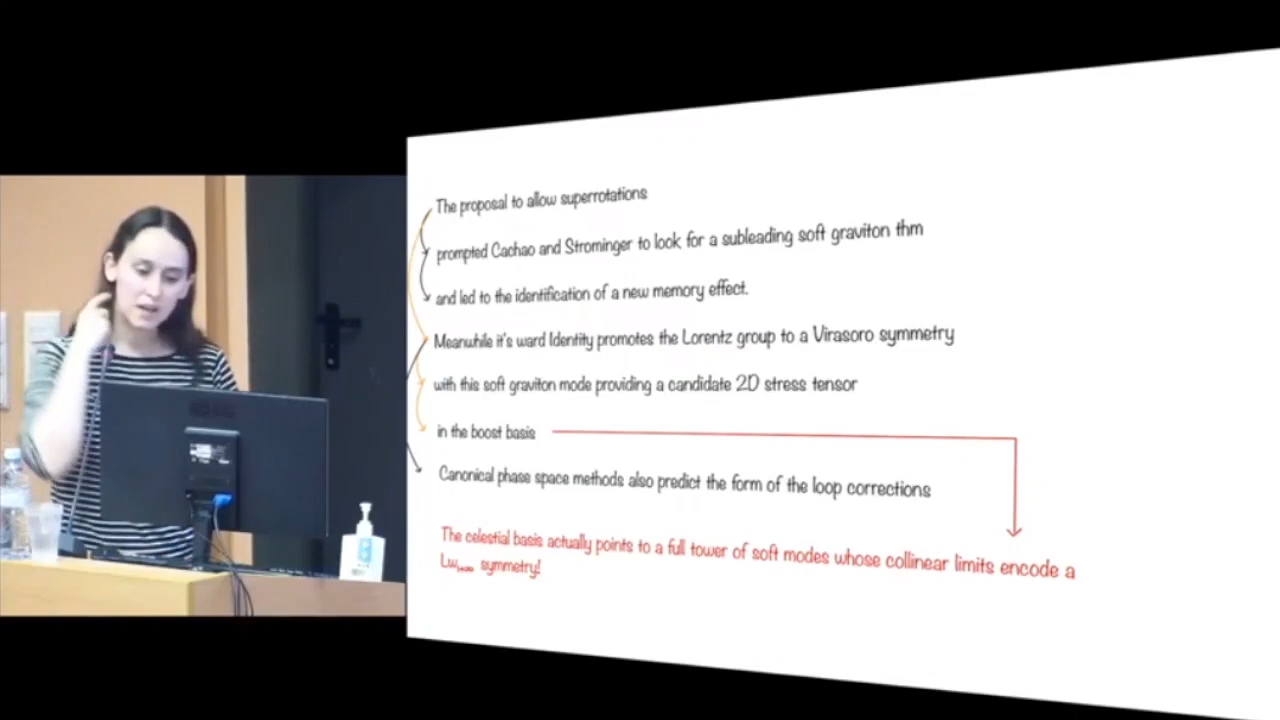 The proposal to allow superrotations
prompted Cachao and Strominger to look for a subleading soft graviton thm
and led to the identification of a new memory effect.
Meanwhile it's ward Identity promotes the Lorentz group to a Virasoro symmetry
with this soft graviton mode providing a candidate 2D stress tensor
in the boost basis
Canonical phase space methods also predict the form of the loop corrections
The celestial basis actually points to a full tower of soft modes whose collinear limits encode a
symmetry!